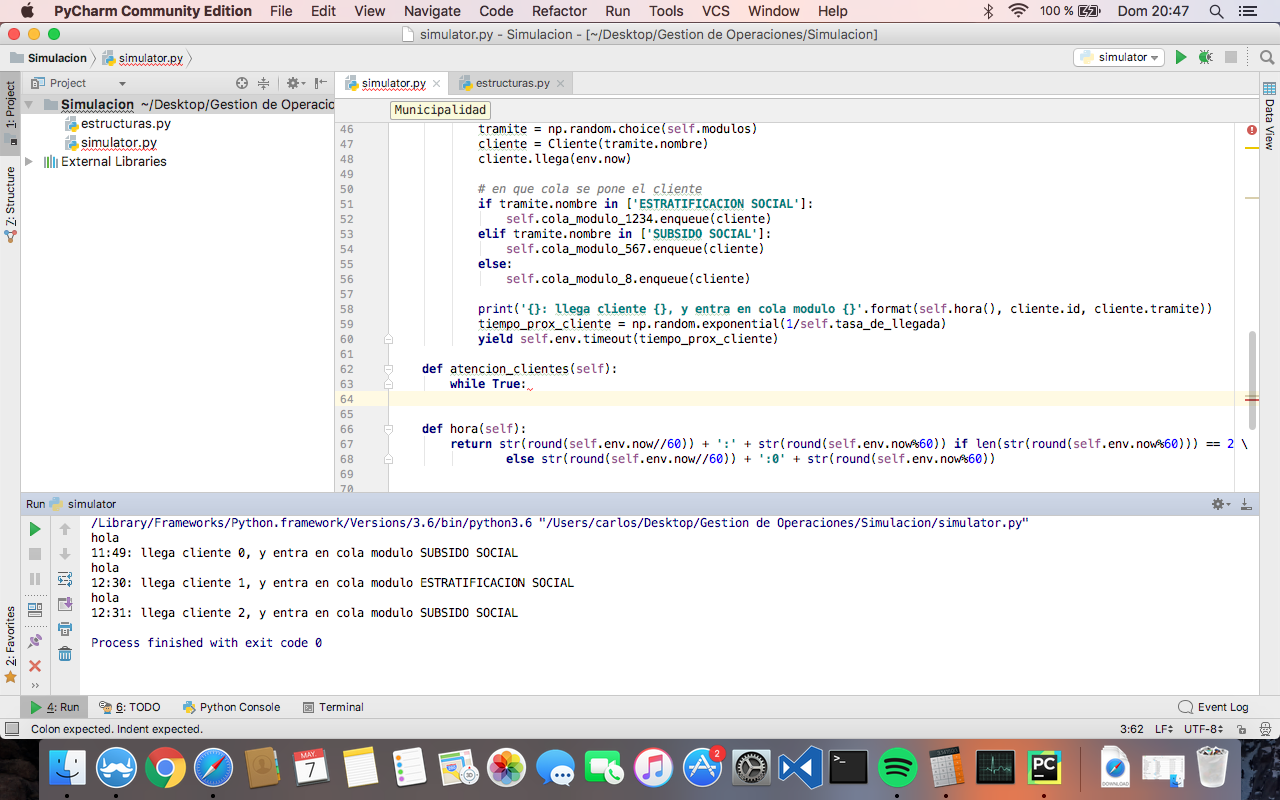 PyCharm Community Edition File Edit View Navigate Code Refactor Run Tools VCS Window Help 100 % Dom 20:47
simulator.py - Simulacion - [~/Desktop/Gestion de Operaciones/Simulacion]
Simulacion simulator.py simulator
1: Project
Z: Structure
2: Favorites
Project
Simulacion ~/Desktop/Gestion de Operacio
estructuras.py
simulator.py
External Libraries
simulator.py estructuras.py
Data View
Municipalidad
46 tramite = np.random.choice(self.modulos)
47 cliente = Cliente(tramite.nombre)
48 cliente.llega(env.now)
49
50 # en que cola se pone el cliente
51 if tramite.nombre in ['ESTRATIFICACION SOCIAL']:
52 self.cola_modulo_1234.enqueue(cliente)
53 elif tramite.nombre in ['SUBSIDO SOCIAL']:
54 self.cola_modulo_567.enqueue(cliente)
55 else:
56 self.cola_modulo_8.enqueue(cliente)
57
58 print('{}: llega cliente {}, y entra en cola modulo {}'.format(self.hora(), cliente.id, cliente.tramite))
59 tiempo_prox_cliente = np.random.exponential(1/self.tasa_de_llegada)
60 yield self.env.timeout(tiempo_prox_cliente)
61
62 def atencion_clientes(self):
63 while True:
64
65
66 def hora(self):
67 return str(round(self.env.now//60)) + ':' + str(round(self.env.now%60)) if len(str(round(self.env.now%60))) == 2 \
68 else str(round(self.env.now//60)) + ':0' + str(round(self.env.now%60))
69
70
Run simulator
/Library/Frameworks/Python.framework/Versions/3.6/bin/python3.6 "/Users/carlos/Desktop/Gestion de Operaciones/Simulacion/simulator.py"
hola
11:49: llega cliente 0, y entra en cola modulo SUBSIDO SOCIAL
hola
12:30: llega cliente 1, y entra en cola modulo ESTRATIFICACION SOCIAL
hola
12:31: llega cliente 2, y entra en cola modulo SUBSIDO SOCIAL
Process finished with exit code 0
4: Run 6: TODO Python Console Terminal Event Log
Colon expected. Indent expected. 3:62 LF UTF-8
MAY.
7
3D
2
>_
PC
DOWNLOAD